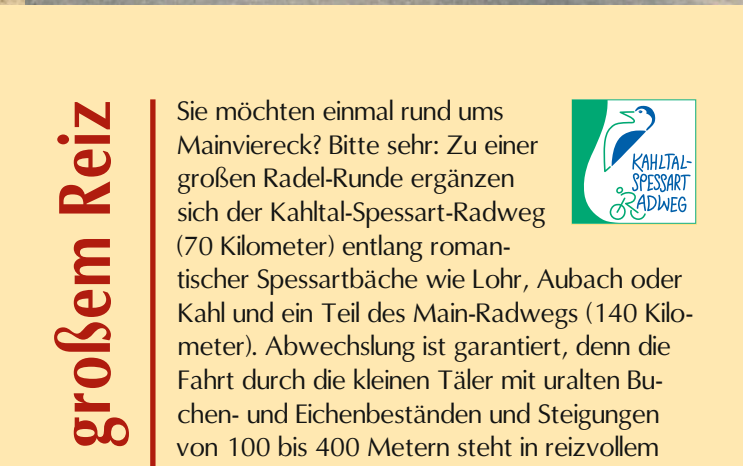 großem Reiz
Sie möchten einmal rund ums
Mainviereck? Bitte sehr: Zu einer
großen Radel-Runde ergänzen
sich der Kahltal-Spessart-Radweg
(70 Kilometer) entlang roman-
tischer Spessartbäche wie Lohr, Aubach oder
Kahl und ein Teil des Main-Radwegs (140 Kilo-
meter). Abwechslung ist garantiert, denn die
Fahrt durch die kleinen Täler mit uralten Bu-
chen- und Eichenbeständen und Steigungen
von 100 bis 400 Metern steht in reizvollem
KAHLTAL-
SPESSART
RADWEG